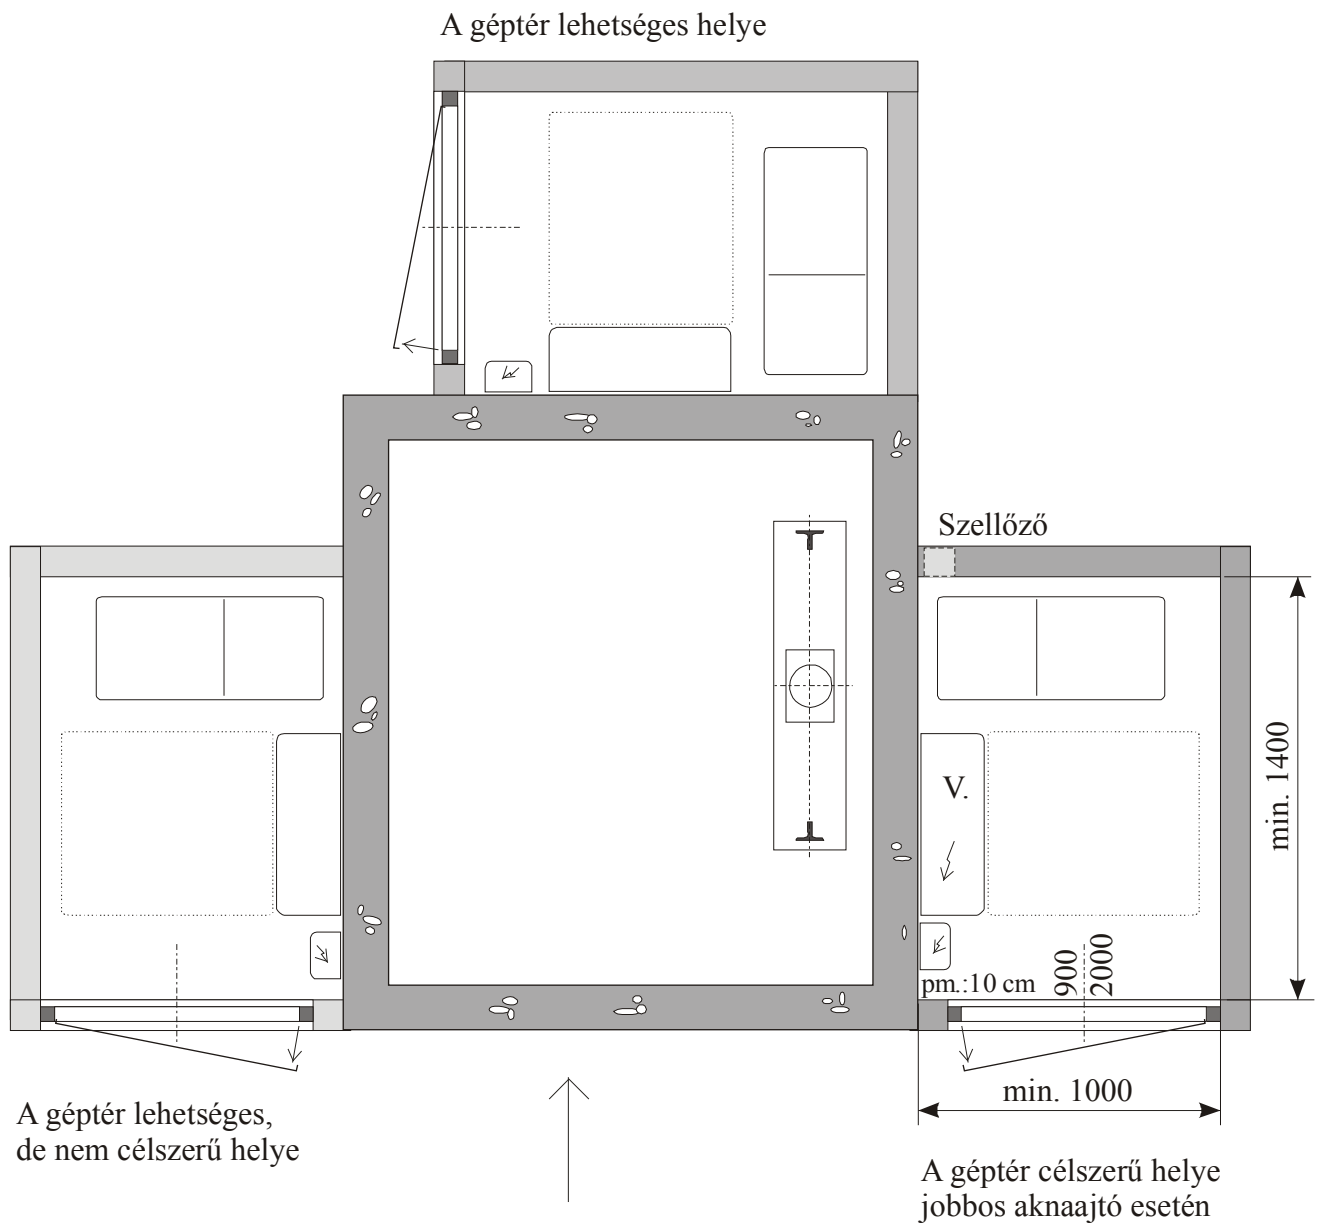 A géptér lehetséges helye
Szellőző
V.
min. 1400
900
2000
pm.:10 cm
min. 1000
A géptér lehetséges,
de nem célszerű helye
A géptér célszerű helye
jobbos aknaajtó esetén